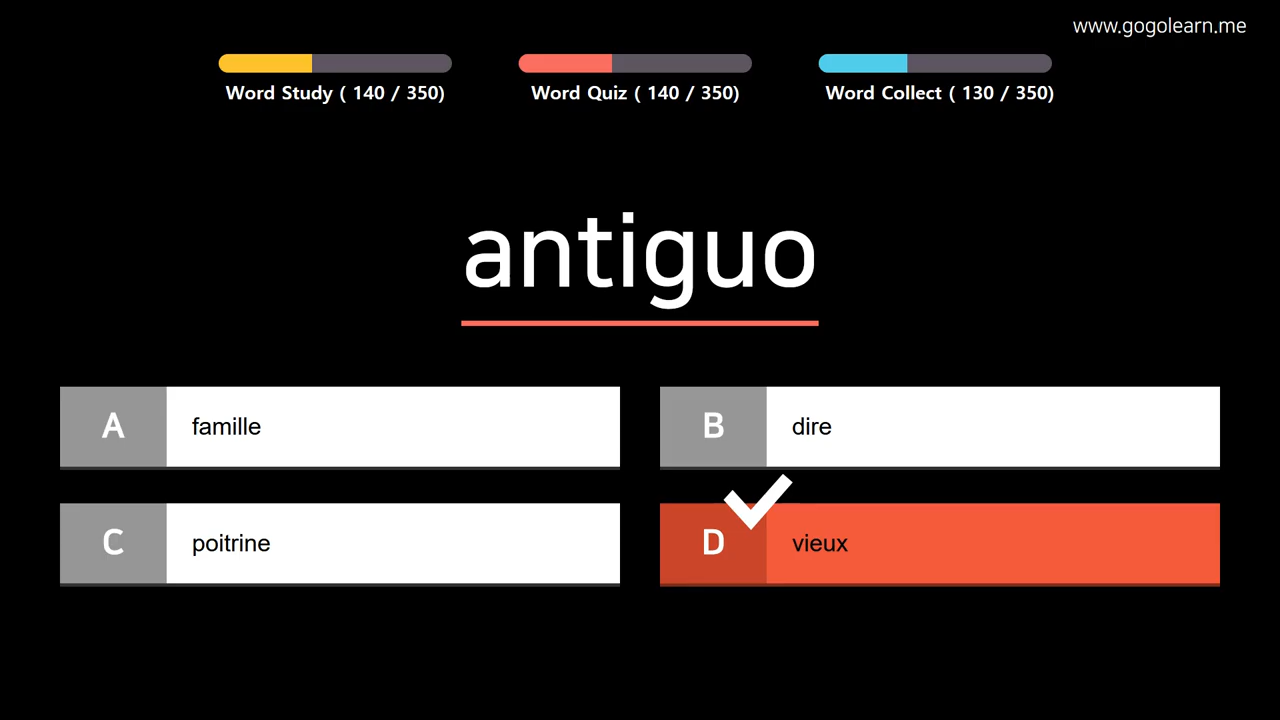 www.gogolearn.me
Word Study ( 140 / 350)
Word Quiz ( 140 / 350)
Word Collect ( 130 / 350)
antiguo
A famille
B dire
C poitrine
D vieux